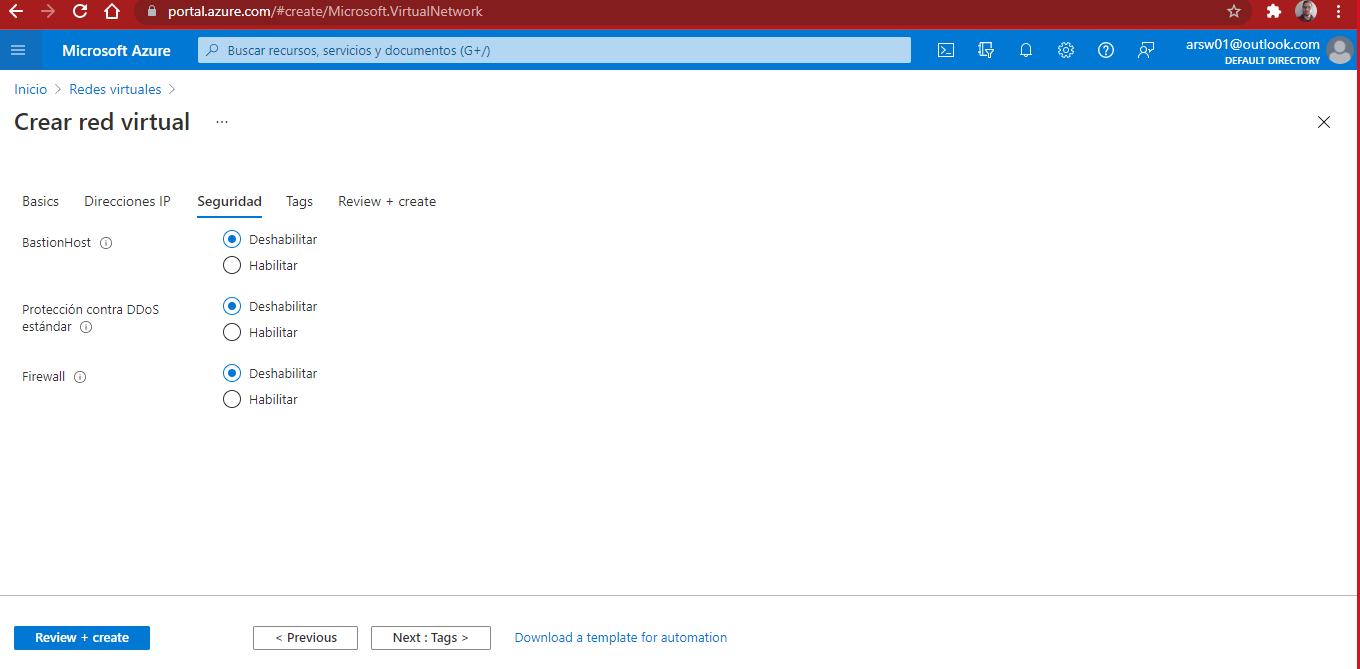 portal.azure.com/#create/Microsoft.VirtualNetwork
Microsoft Azure
Buscar recursos, servicios y documentos (G+/)
arsw01@outlook.com
DEFAULT DIRECTORY
Inicio > Redes virtuales >
Crear red virtual ...
Basics Direcciones IP Seguridad Tags Review + create
BastionHost
Deshabilitar
Habilitar
Protección contra DDoS
estándar
Deshabilitar
Habilitar
Firewall
Deshabilitar
Habilitar
Review + create < Previous Next : Tags > Download a template for automation